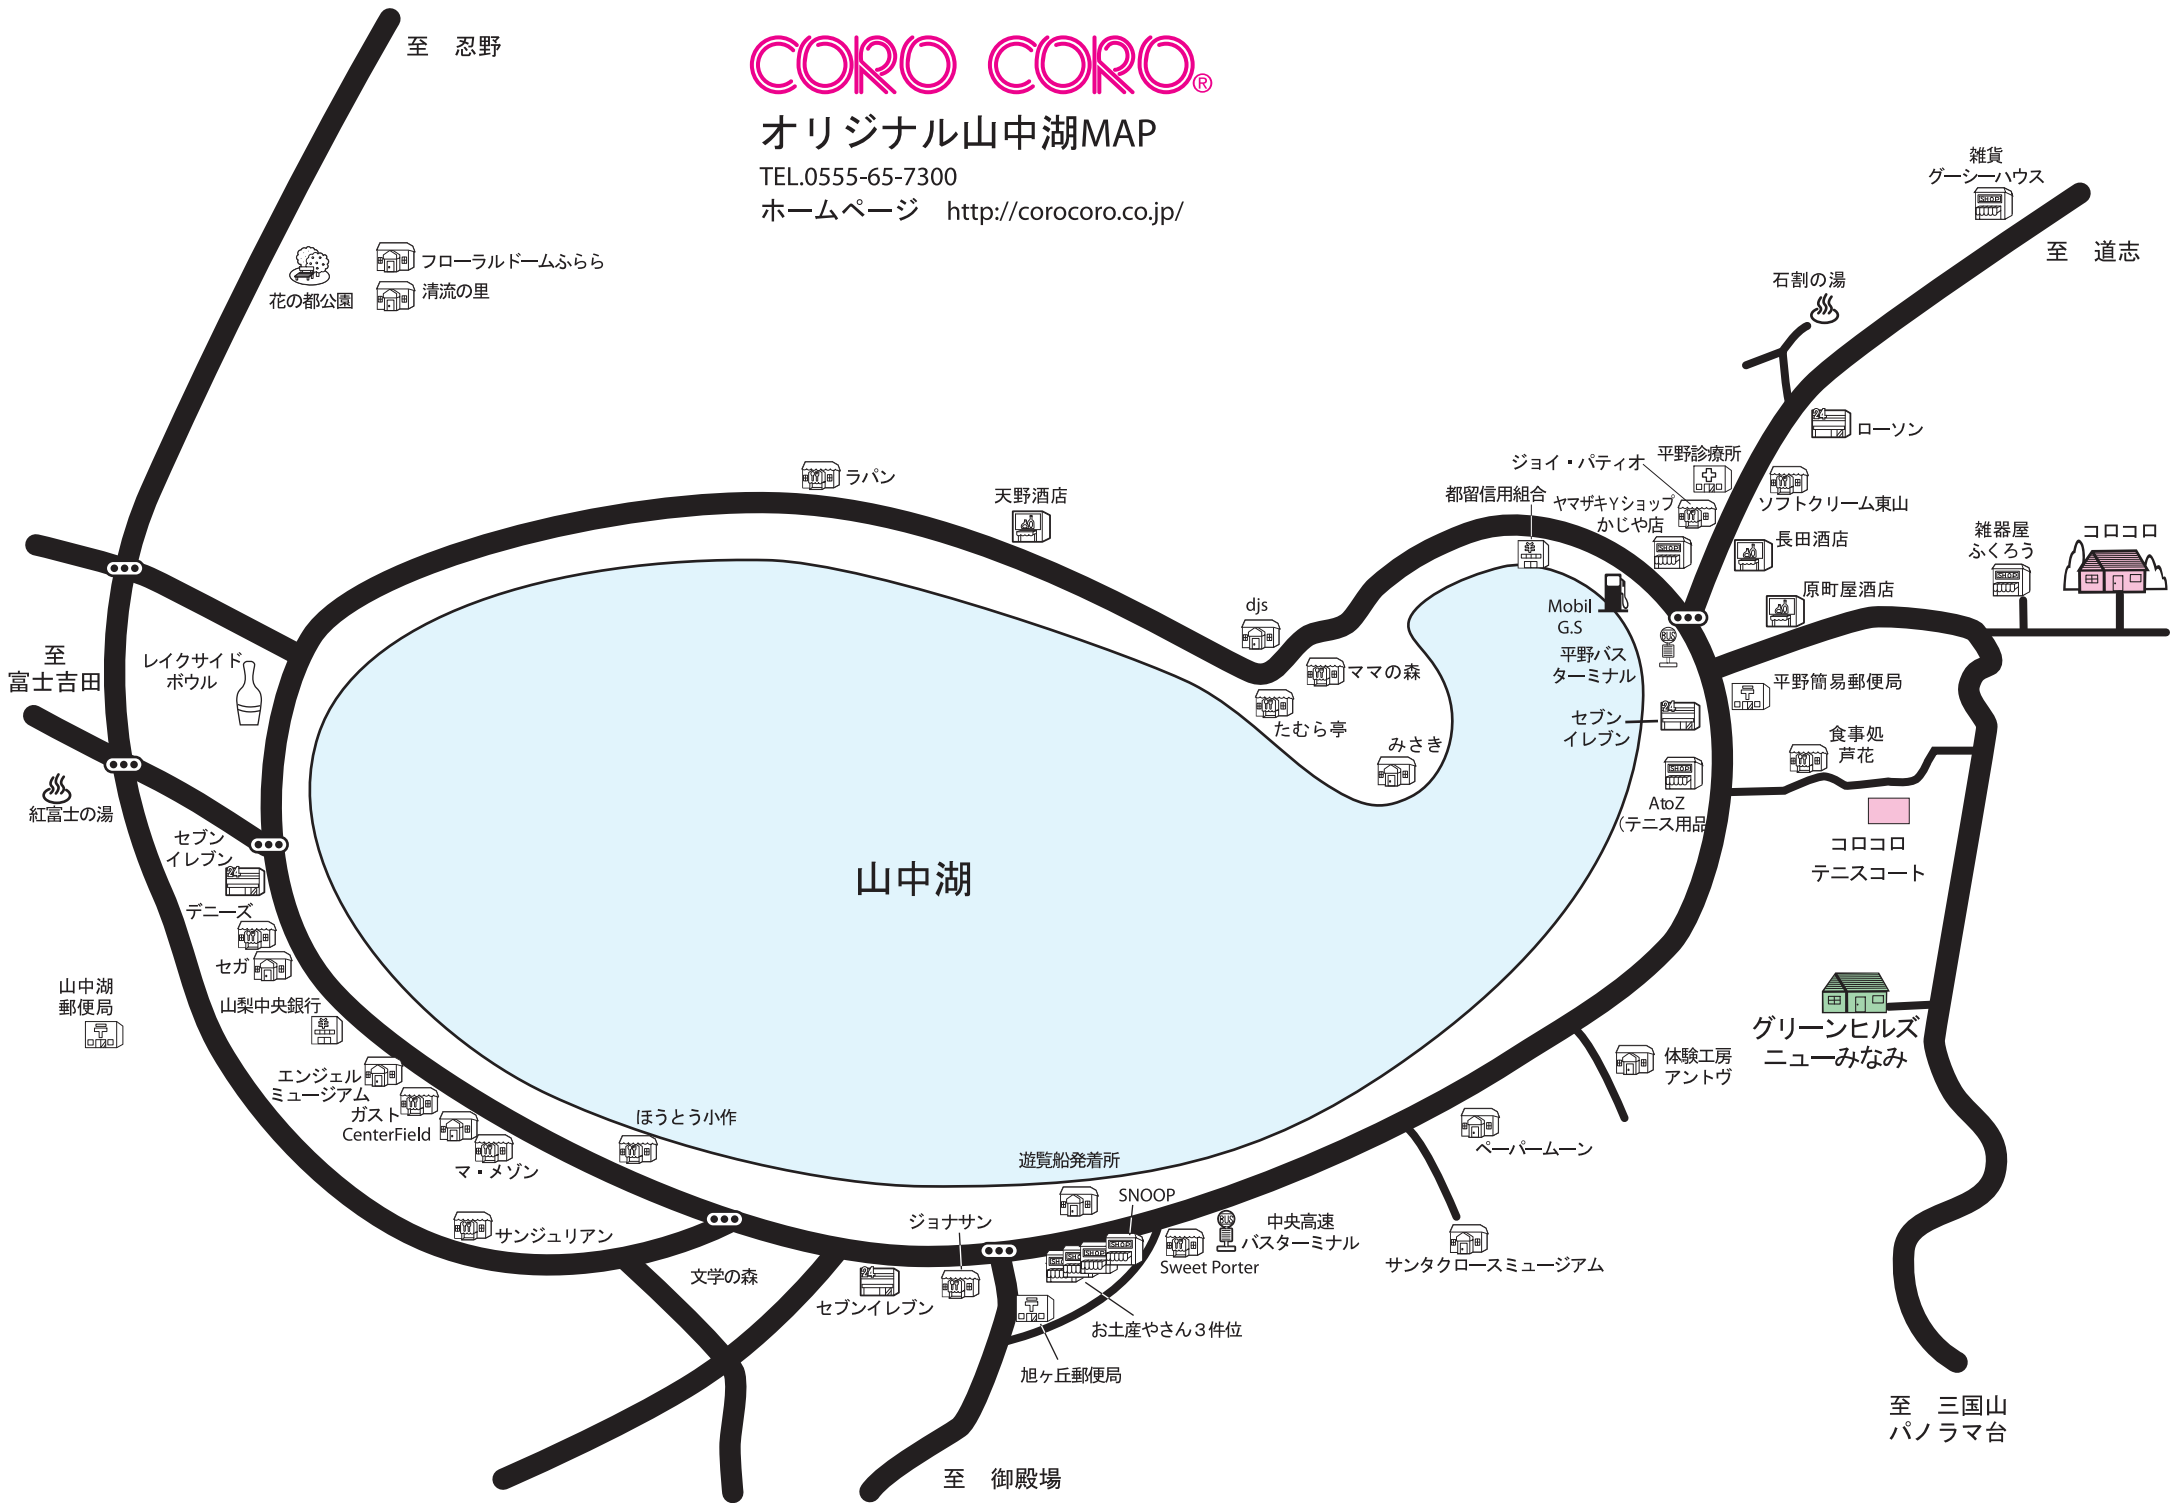 至　忍野
CORO CORO®
オリジナル山中湖MAP
TEL.0555-65-7300
ホームページ　http://corocoro.co.jp/
雑貨
グーシーハウス
至　道志
フローラルドームふらら
清流の里
花の都公園
石割の湯
24
ローソン
ラパン
天野酒店
ジョイ・パティオ
平野診療所
都留信用組合
ヤマザキYショップ
かじや店
ソフトクリーム東山
長田酒店
雑器屋
ふくろう
コロコロ
SHOP
原町屋酒店
djs
Mobil
G.S
BUS
平野バス
ターミナル
至
富士吉田
レイクサイド
ボウル
ママの森
たむら亭
みさき
平野簡易郵便局
セブン
イレブン
24
食事処
芦花
SHOP
AtoZ
(テニス用品
コロコロ
テニスコート
紅富士の湯
セブン
イレブン
24
デニーズ
セガ
山中湖
山梨中央銀行
山中湖
郵便局
グリーンヒルズ
ニューみなみ
エンジェル
ミュージアム
ガスト
CenterField
マ・メゾン
ほうとう小作
体験工房
アントヴ
ペーパームーン
遊覧船発着所
SNOOP
サンジュリアン
ジョナサン
BUS
中央高速
バスターミナル
Sweet Porter
サンタクロースミュージアム
文学の森
24
セブンイレブン
お土産やさん３件位
旭ヶ丘郵便局
至　御殿場
至　三国山
パノラマ台